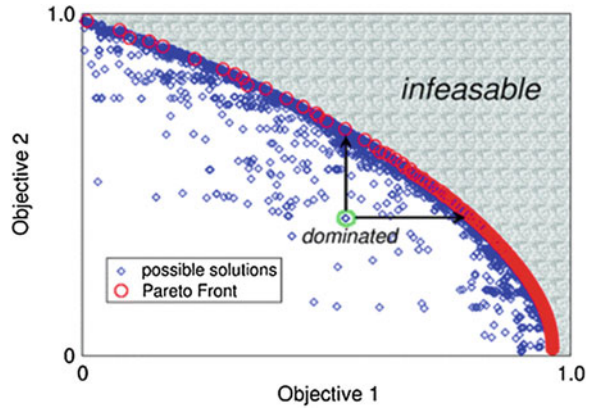 1.0
Objective 2
infeasable
dominated
possible solutions
Pareto Front
0
0
1.0
Objective 1